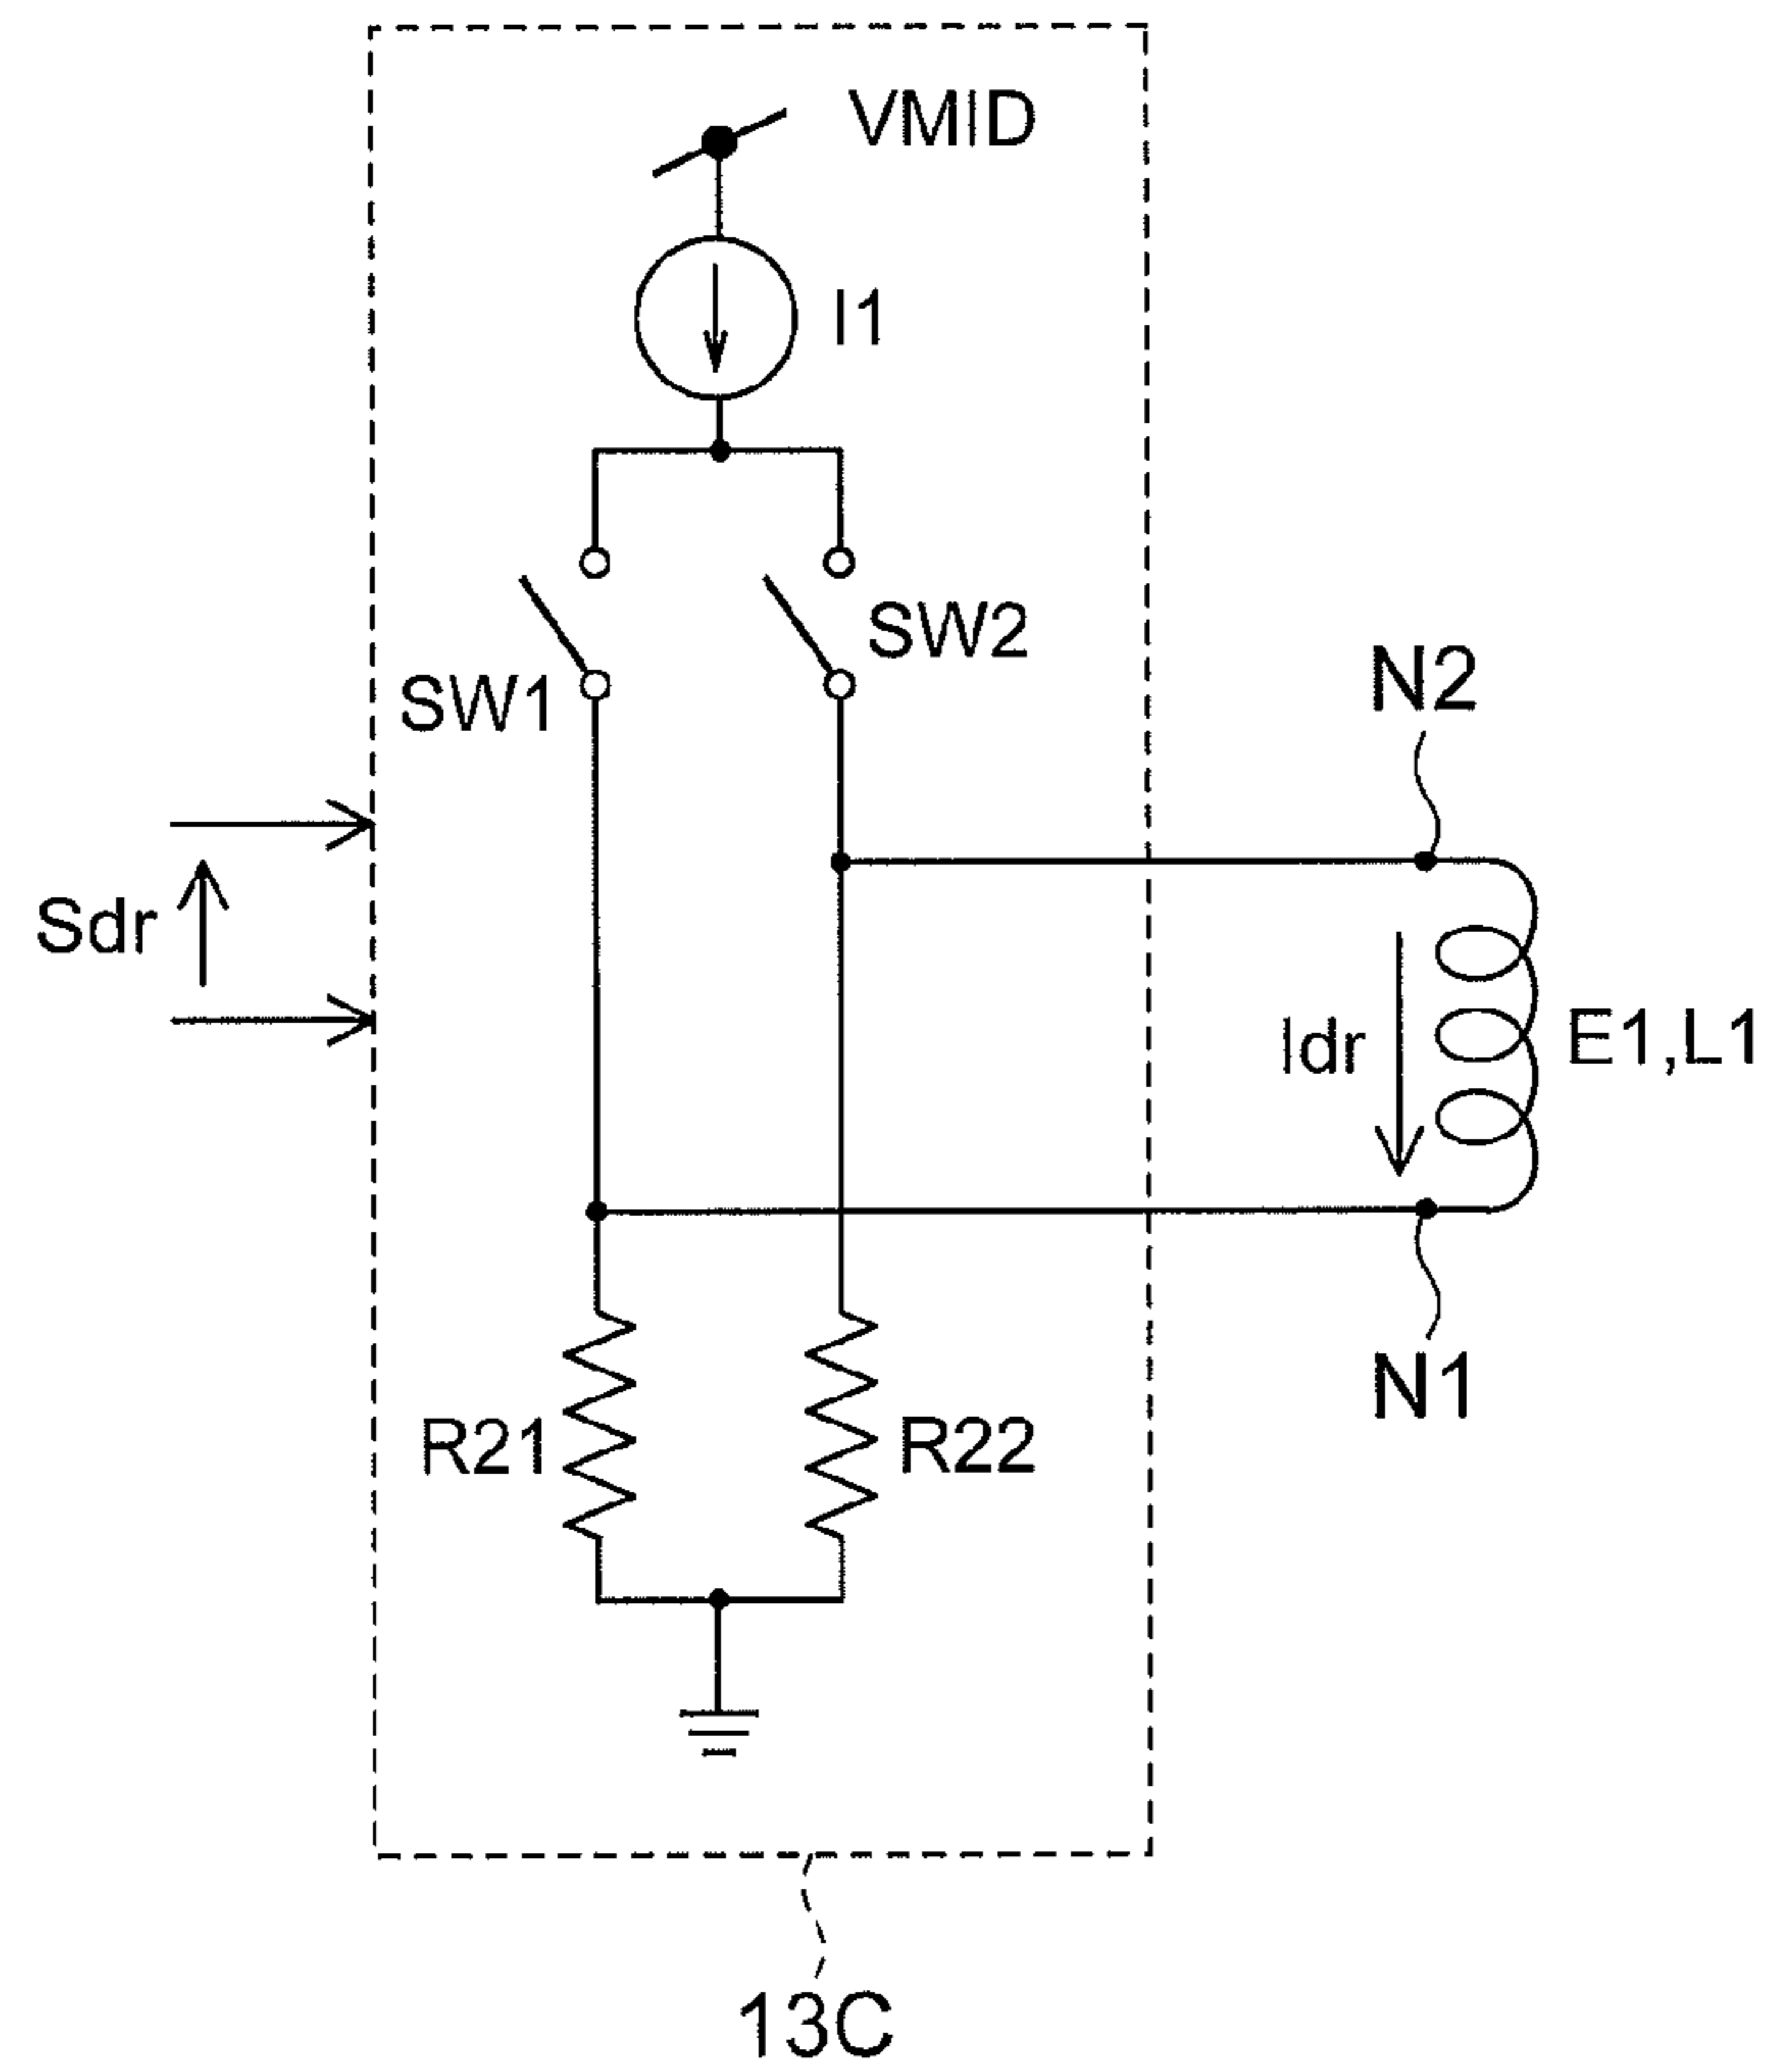 VMID
I1
SW2
SW1
N2
Sdr
Idr
E1,L1
N1
R21
R22
13C